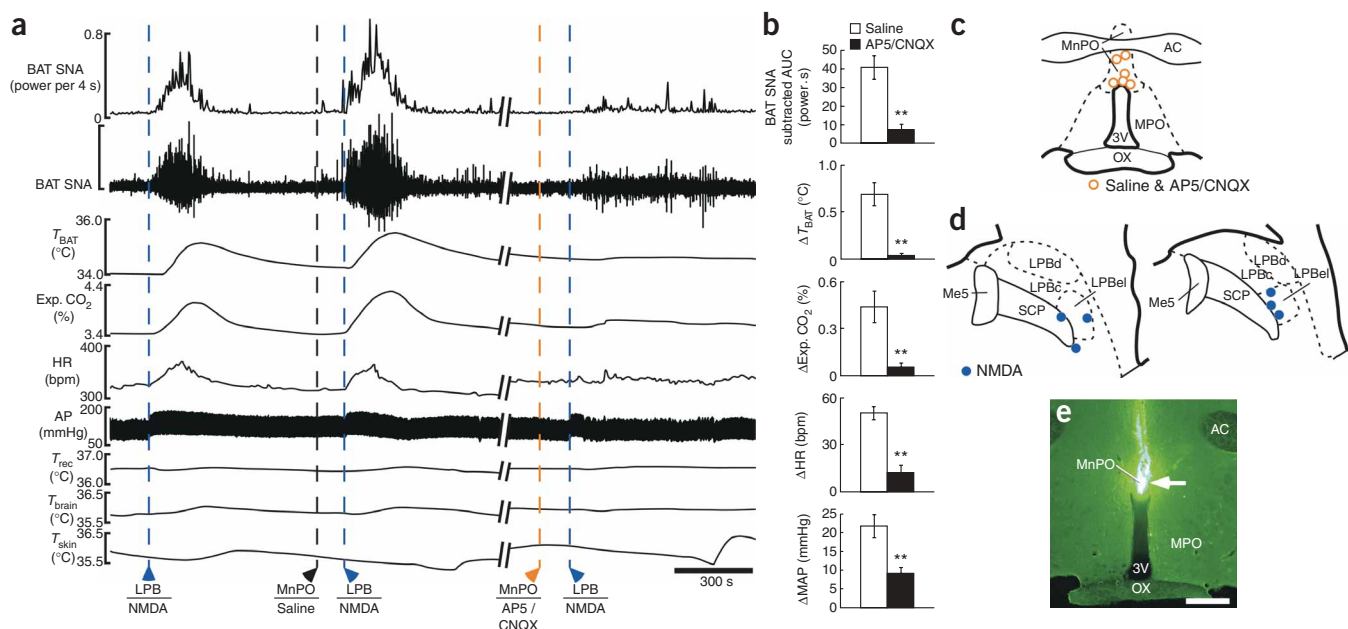 a
0.8
BAT SNA
(power per 4 s)
0
BAT SNA
36.0
T_BAT
(°C)
34.0
4.4
Exp. CO₂
(%)
3.4
400
HR
(bpm)
300
200
AP
(mmHg)
50
37.0
T_rec
(°C)
36.0
36.5
T_brain
(°C)
35.5
36.5
T_skin
(°C)
35.5
LPB
NMDA
MnPO
Saline
LPB
NMDA
MnPO
AP5 /
CNQX
LPB
NMDA
300 s
b
Saline
AP5/CNQX
BAT SNA
subtracted AUC
(power. s)
50
40
30
20
10
0
**
ΔT_BAT (°C)
1.0
0.5
0
**
ΔExp. CO₂ (%)
0.6
0.3
0
**
ΔHR (bpm)
60
30
0
**
ΔMAP (mmHg)
25
20
15
10
5
0
**
c
MnPO
AC
MPO
3V
OX
Saline & AP5/CNQX
d
LPBd
LPBc
LPBel
Me5
SCP
LPBd
LPBc
LPBel
Me5
SCP
NMDA
e
AC
MnPO
MPO
3V
OX